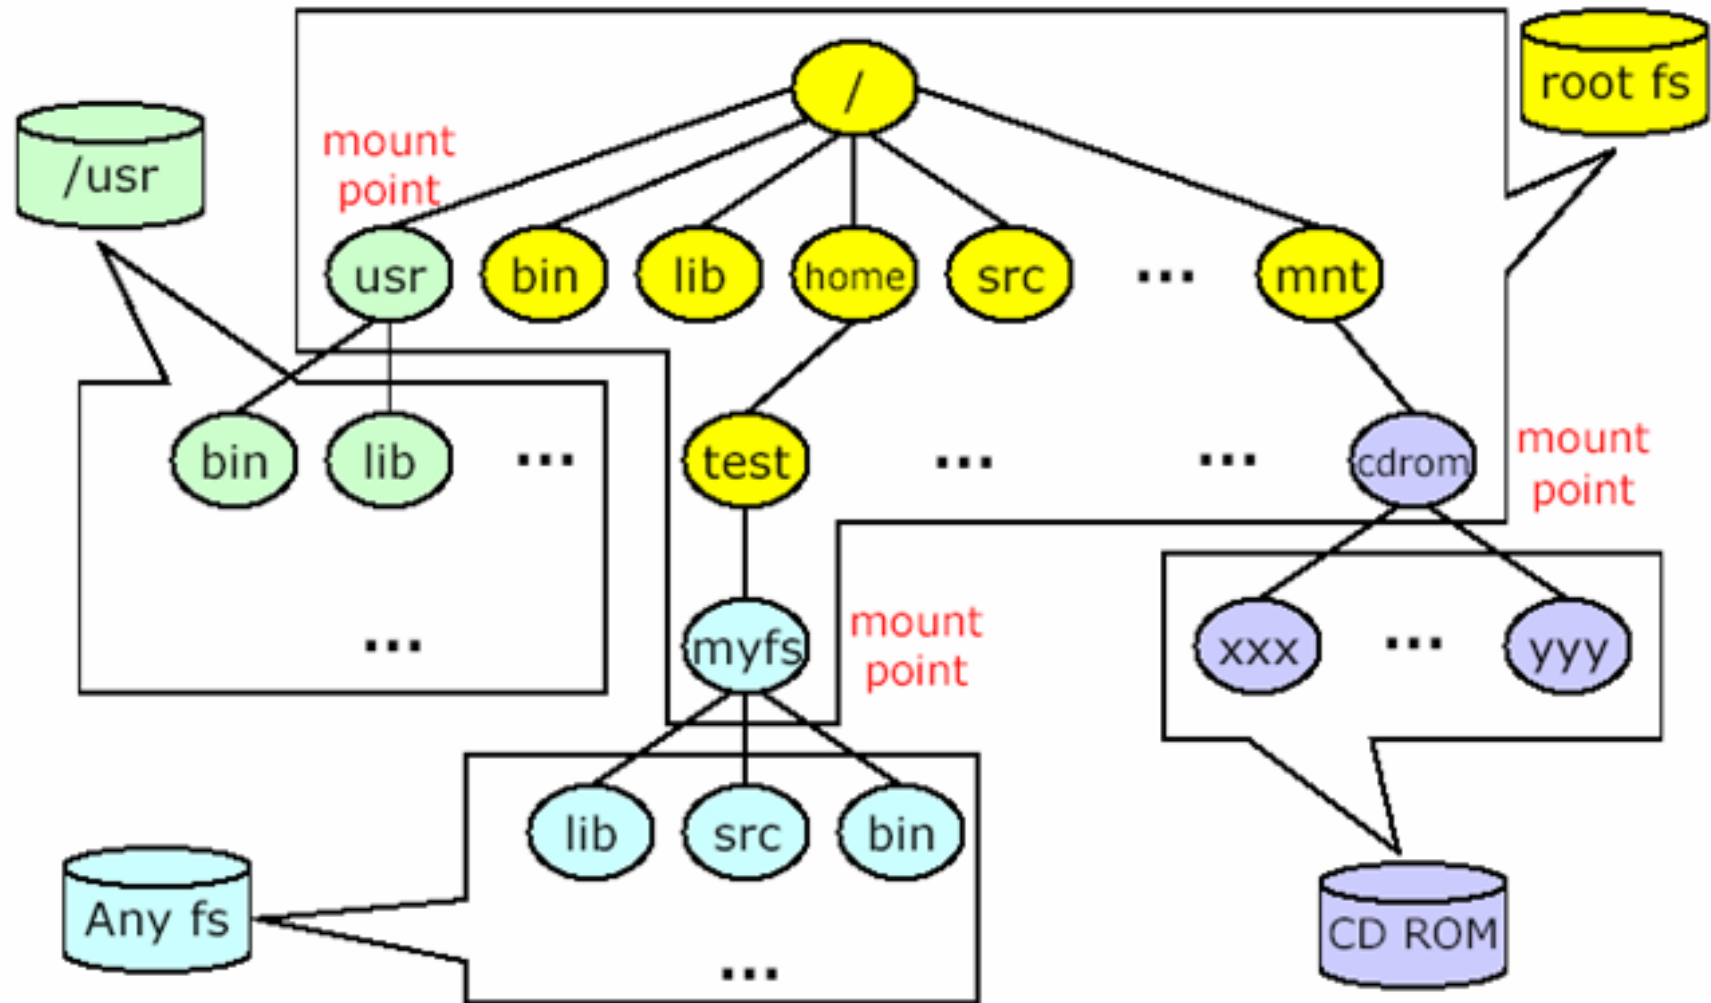 /
root fs
/usr
mount
point
usr
bin
lib
home
src
...
mnt
bin
lib
...
test
...
...
cdrom
mount
point
...
myfs
mount
point
xxx
...
yyy
lib
src
bin
Any fs
CD ROM
...